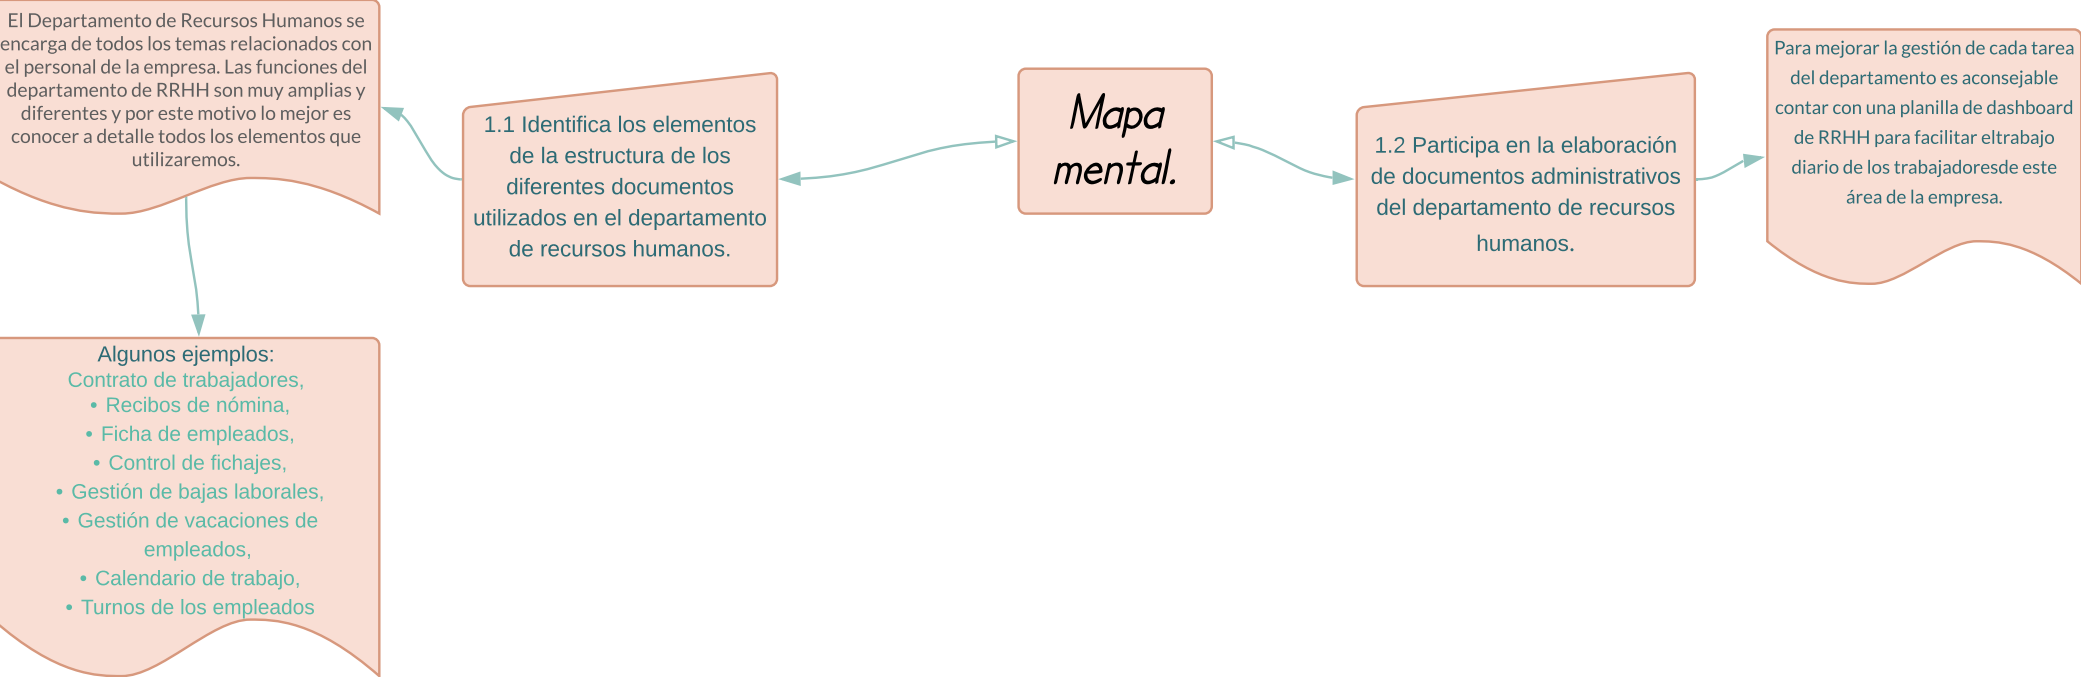 El Departamento de Recursos Humanos se
encarga de todos los temas relacionados con
el personal de la empresa. Las funciones del
departamento de RRHH son muy amplias y
diferentes y por este motivo lo mejor es
conocer a detalle todos los elementos que
utilizaremos.
Algunos ejemplos:
Contrato de trabajadores,
• Recibos de nómina,
• Ficha de empleados,
• Control de fichajes,
• Gestión de bajas laborales,
• Gestión de vacaciones de
empleados,
• Calendario de trabajo,
• Turnos de los empleados
1.1 Identifica los elementos
de la estructura de los
diferentes documentos
utilizados en el departamento
de recursos humanos.
Mapa
mental.
1.2 Participa en la elaboración
de documentos administrativos
del departamento de recursos
humanos.
Para mejorar la gestión de cada tarea
del departamento es aconsejable
contar con una planilla de dashboard
de RRHH para facilitar eltrabajo
diario de los trabajadoresde este
área de la empresa.